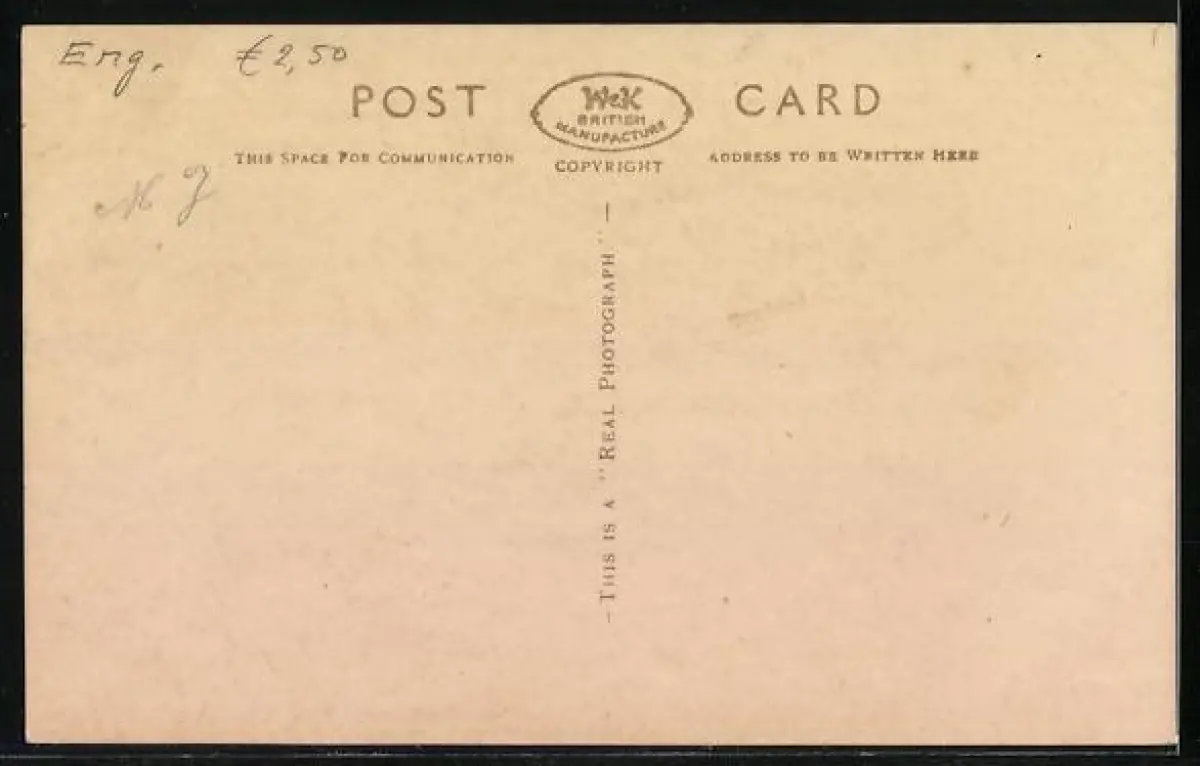 Eng. €2,50
POST CARD
W&K
BRITISH
MANUFACTURE
THIS SPACE FOR COMMUNICATION
COPYRIGHT
ADDRESS TO BE WRITTEN HERE
— THIS IS A "REAL PHOTOGRAPH" —